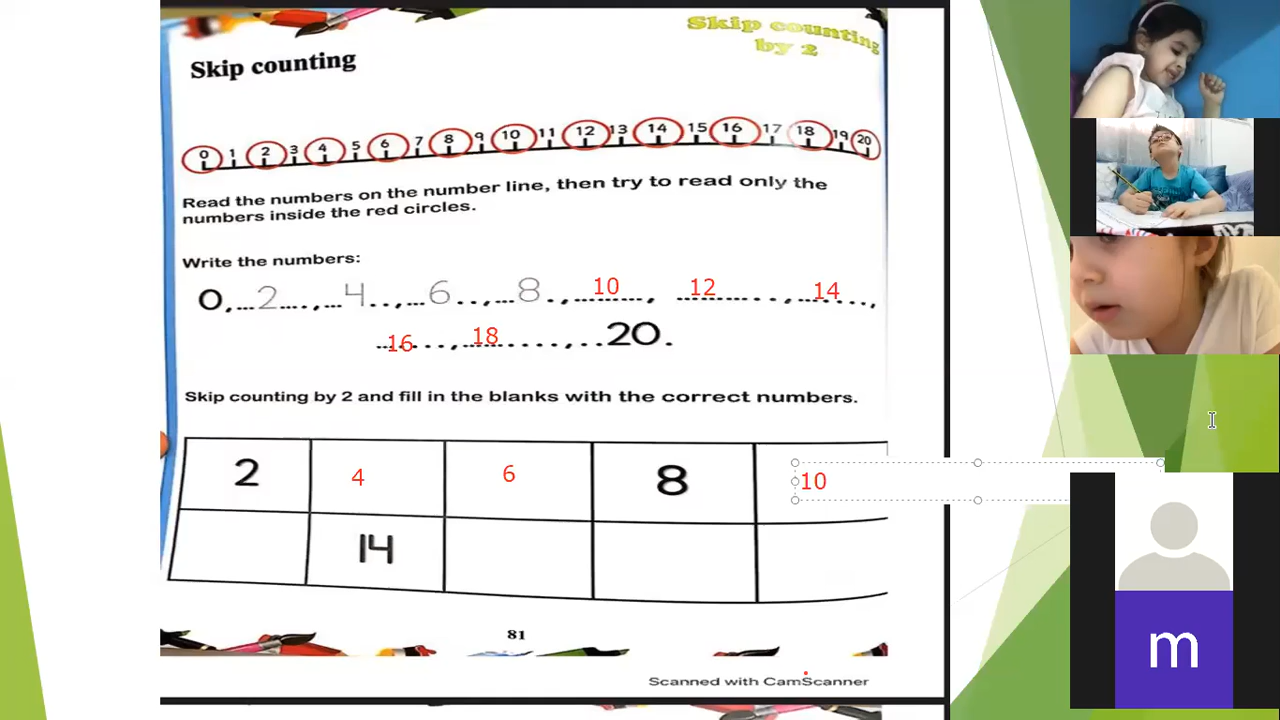 Skip counting
by 2
Skip counting
0 1 2 3 4 5 6 7 8 9 10 11 12 13 14 15 16 17 18 19 20
Read the numbers on the number line, then try to read only the
numbers inside the red circles.
Write the numbers:
0,...2....,...4..,...6..,...8.,..10......, ..12......,..14....,
..16....,..18.....,..20.
Skip counting by 2 and fill in the blanks with the correct numbers.
2 4 6 8 10
14
81
Scanned with CamScanner
m